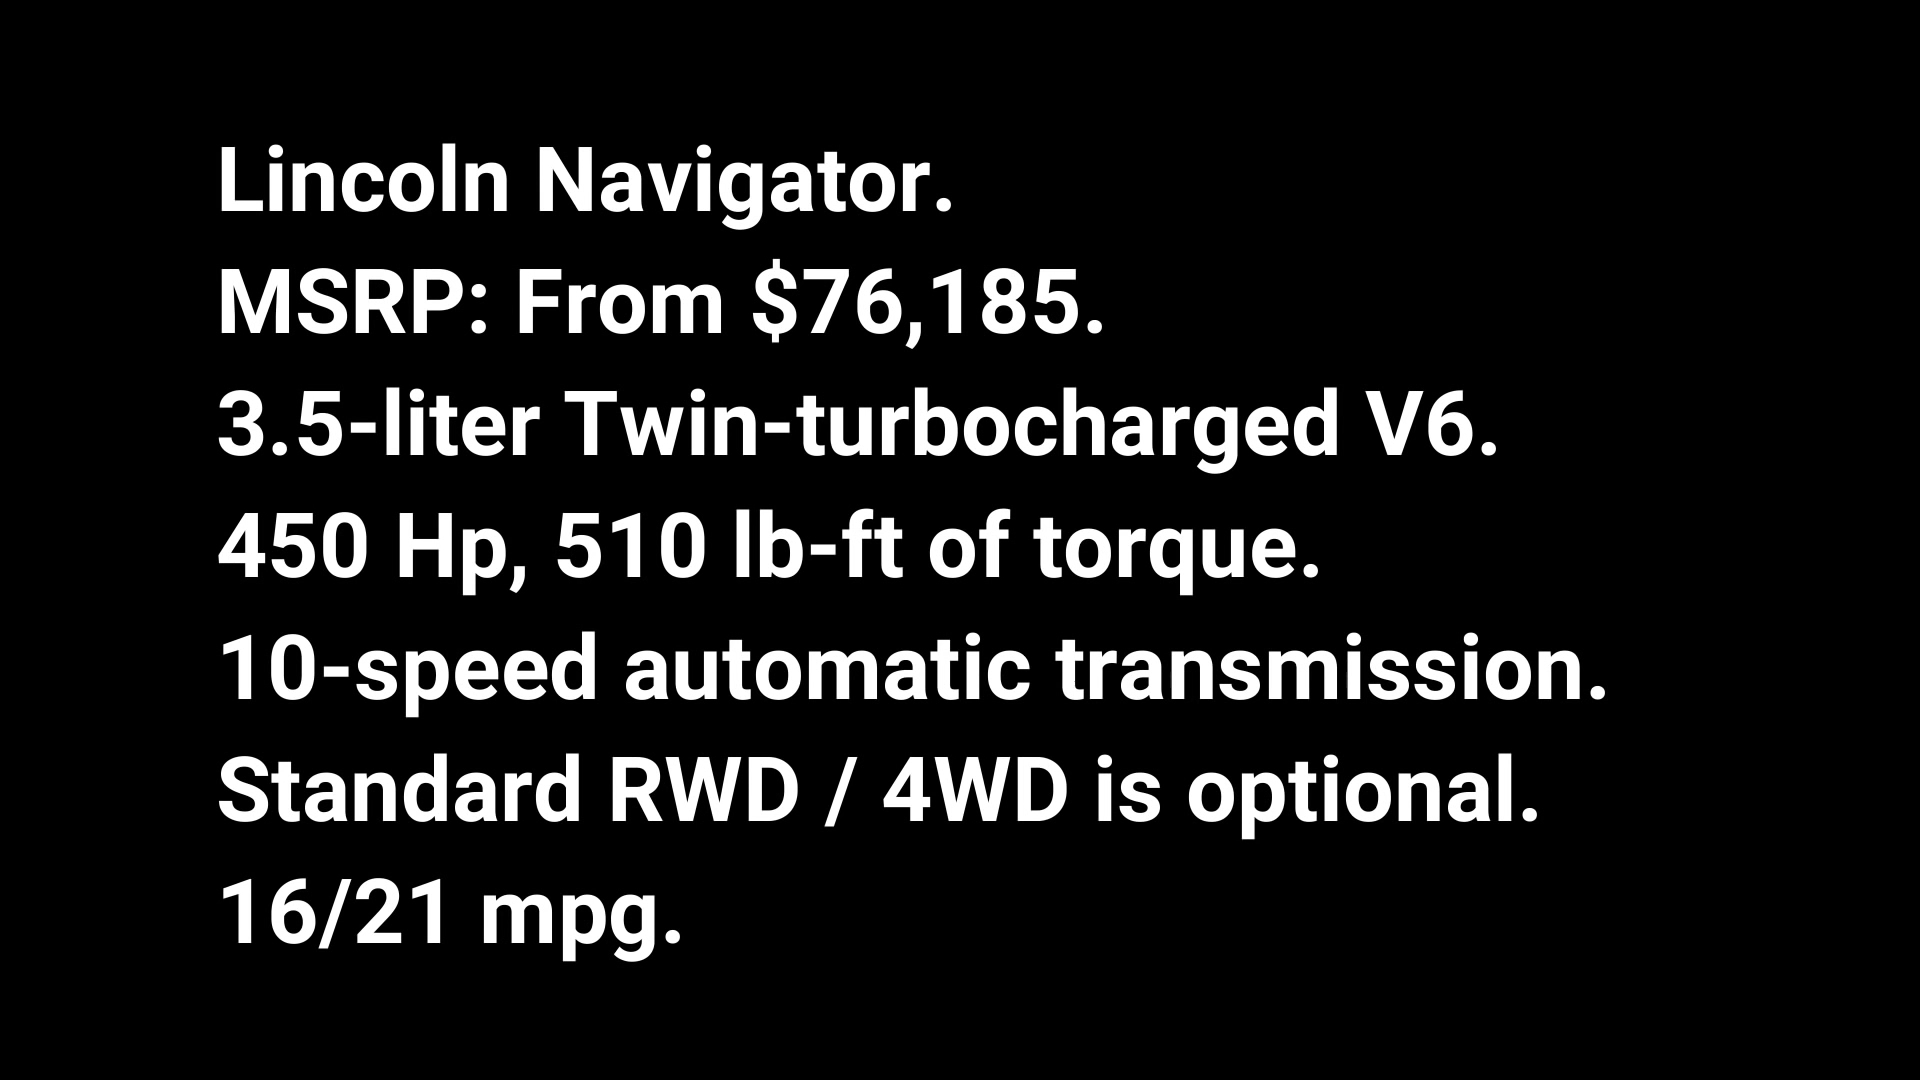 Lincoln Navigator.
MSRP: From $76,185.
3.5-liter Twin-turbocharged V6.
450 Hp, 510 lb-ft of torque.
10-speed automatic transmission.
Standard RWD / 4WD is optional.
16/21 mpg.